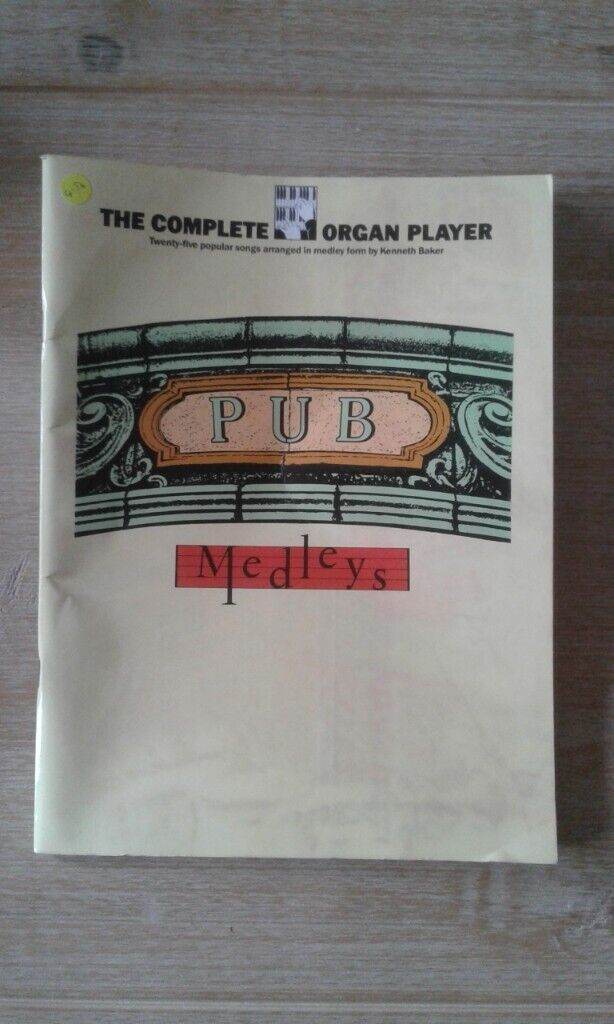 THE COMPLETE ORGAN PLAYER
Twenty-five popular songs arranged in medley form by Kenneth Baker
PUB
Medleys